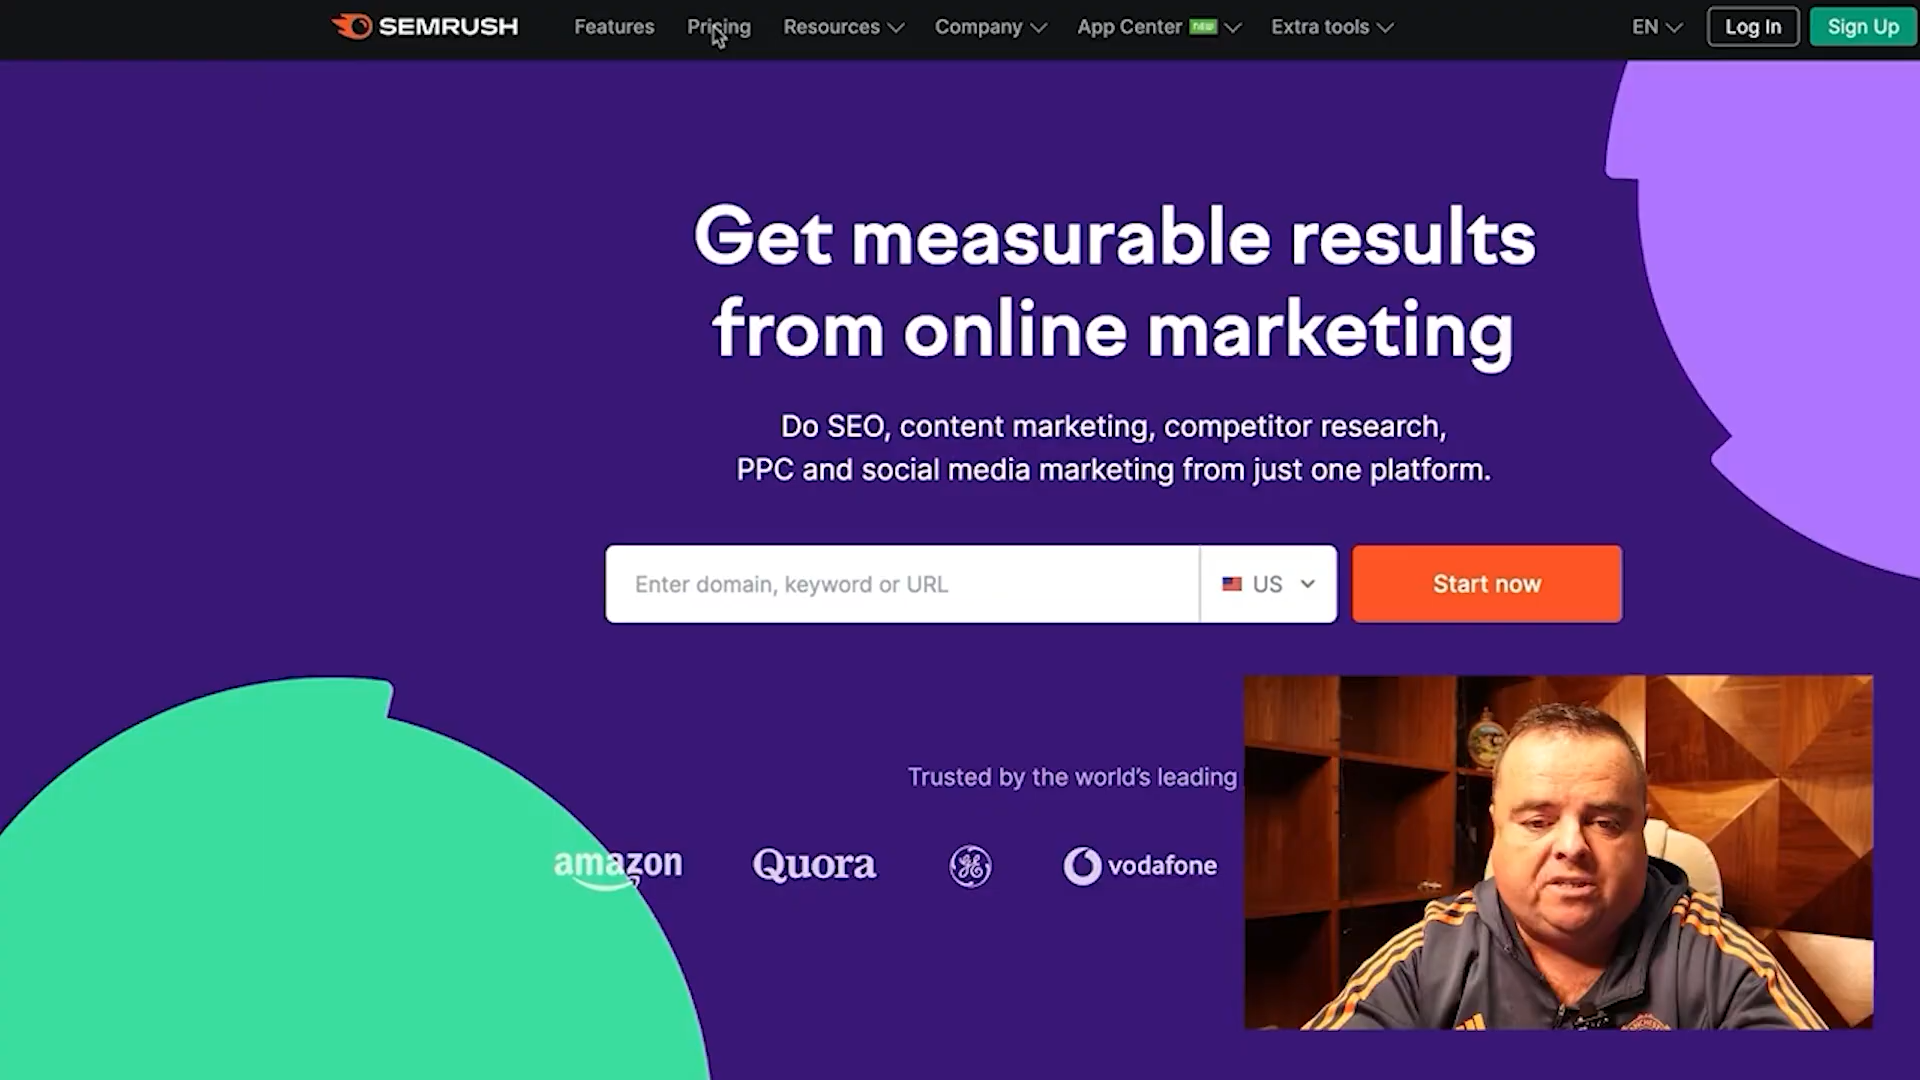 SEMRUSH Features Pricing Resources Company App Center new Extra tools EN Log In Sign Up
Get measurable results
from online marketing
Do SEO, content marketing, competitor research,
PPC and social media marketing from just one platform.
Enter domain, keyword or URL US Start now
Trusted by the world's leading
amazon Quora GE vodafone